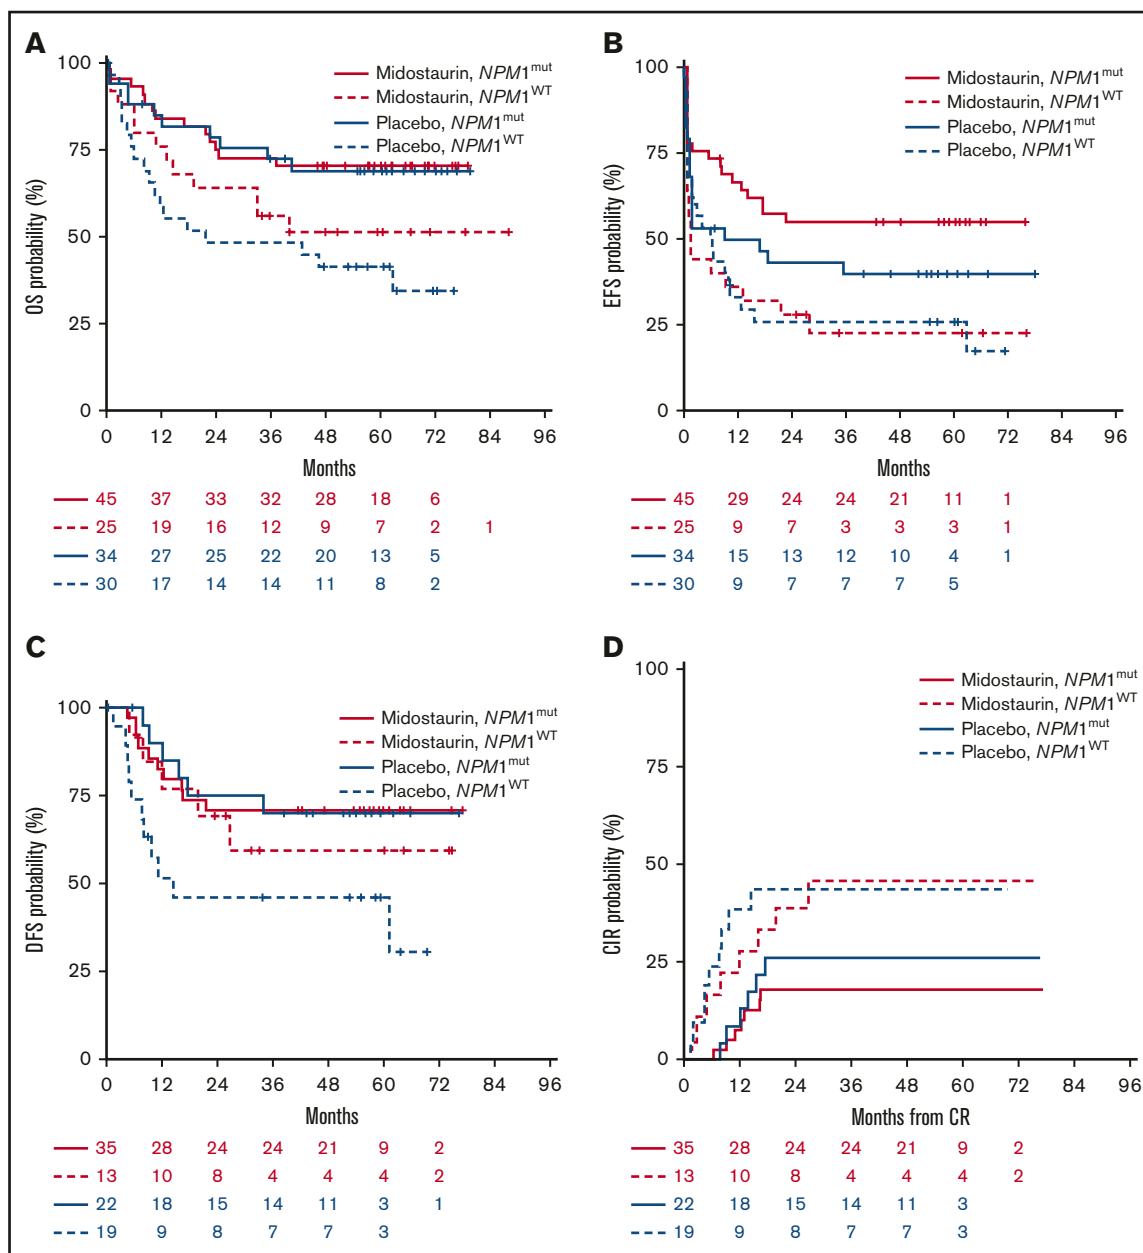 A
OS probability (%)
100
75
50
25
0
Midostaurin, NPM1mut
Midostaurin, NPM1WT
Placebo, NPM1mut
Placebo, NPM1WT
0 12 24 36 48 60 72 84 96
Months
45 37 33 32 28 18 6
25 19 16 12 9 7 2 1
34 27 25 22 20 13 5
30 17 14 14 11 8 2
B
EFS probability (%)
100
75
50
25
0
Midostaurin, NPM1mut
Midostaurin, NPM1WT
Placebo, NPM1mut
Placebo, NPM1WT
0 12 24 36 48 60 72 84 96
Months
45 29 24 24 21 11 1
25 9 7 3 3 3 1
34 15 13 12 10 4 1
30 9 7 7 7 5
C
DFS probability (%)
100
75
50
25
0
Midostaurin, NPM1mut
Midostaurin, NPM1WT
Placebo, NPM1mut
Placebo, NPM1WT
0 12 24 36 48 60 72 84 96
Months
35 28 24 24 21 9 2
13 10 8 4 4 4 2
22 18 15 14 11 3 1
19 9 8 7 7 3
D
CIR probability (%)
100
75
50
25
0
Midostaurin, NPM1mut
Midostaurin, NPM1WT
Placebo, NPM1mut
Placebo, NPM1WT
0 12 24 36 48 60 72 84 96
Months from CR
35 28 24 24 21 9 2
13 10 8 4 4 4 2
22 18 15 14 11 3
19 9 8 7 7 3